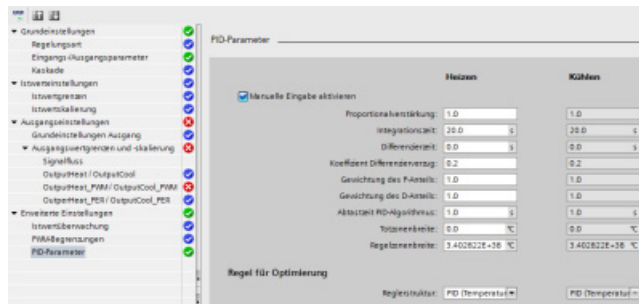 Grundeinstellungen
Regelungsart
Eingangs-/Ausgangsparameter
Kaskade
Istwerteinstellungen
Istwertgrenzen
Istwertskalierung
Ausgangseinstellungen
Grundeinstellungen Ausgang
Ausgangswertgrenzen und -skalierung
Signalfluss
OutputHeat / OutputCool
OutputHeat_PWM / OutputCool_PWM
OutputHeat_PER / OutputCool_PER
Erweiterte Einstellungen
Istwertüberwachung
PWM-Begrenzungen
PID-Parameter
PID-Parameter
Heizen Kühlen
Manuelle Eingabe aktivieren
Proportionalverstärkung: 1.0 1.0
Integrationszeit: 20.0 s 20.0 s
Differenzierzeit: 0.0 s 0.0 s
Koeffizient Differenzierverzug: 0.2 0.2
Gewichtung des P-Anteils: 1.0 1.0
Gewichtung des D-Anteils: 1.0 1.0
Abtastzeit PID-Algorithmus: 1.0 s 1.0 s
Totzonenbreite: 0.0 °C 0.0 °C
Regelzonenbreite: 3.402822E+38 °C 3.402822E+38 °C
Regel für Optimierung
Reglerstruktur: PID (Temperatur PID (Temperatur